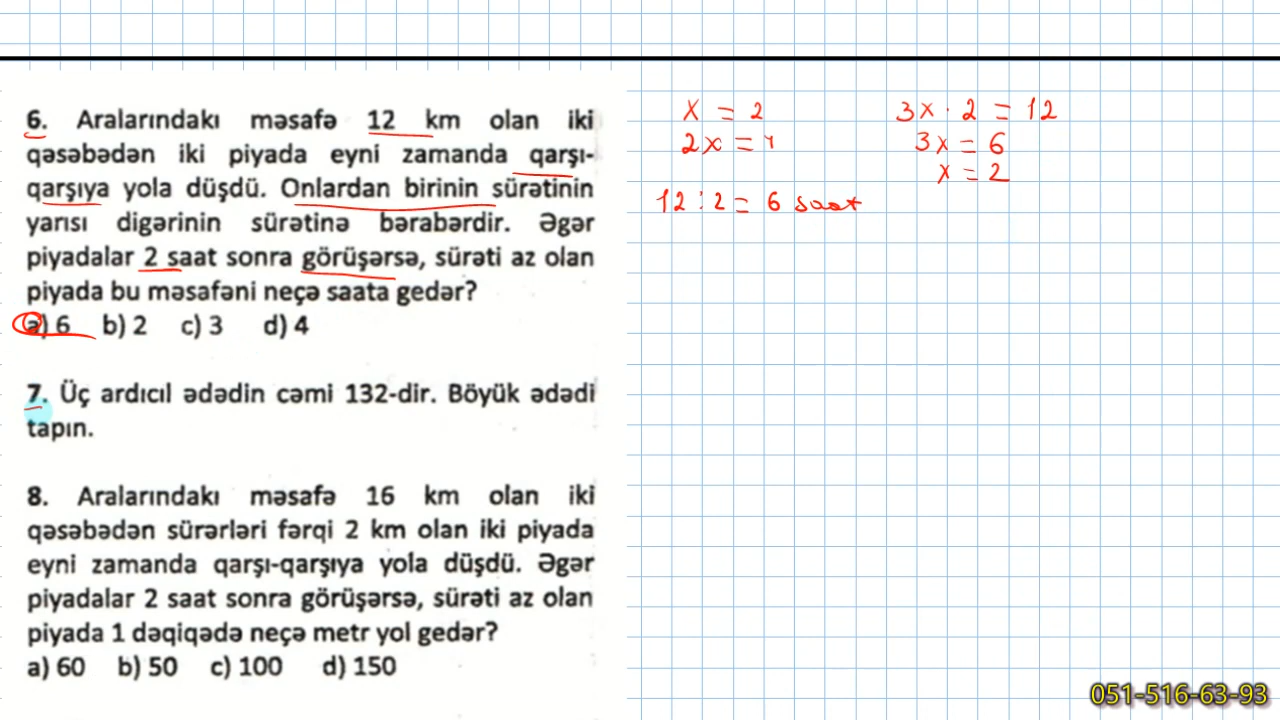 6. Aralarındakı məsafə 12 km olan iki
qəsəbədən iki piyada eyni zamanda qarşı-
qarşıya yola düşdü. Onlardan birinin sürətinin
yarısı digərinin sürətinə bərabərdir. Əgər
piyadalar 2 saat sonra görüşərsə, sürəti az olan
piyada bu məsafəni neçə saata gedər?
a) 6 b) 2 c) 3 d) 4
7. Üç ardıcıl ədədin cəmi 132-dir. Böyük ədədi
tapın.
8. Aralarındakı məsafə 16 km olan iki
qəsəbədən sürərləri fərqi 2 km olan iki piyada
eyni zamanda qarşı-qarşıya yola düşdü. Əgər
piyadalar 2 saat sonra görüşərsə, sürəti az olan
piyada 1 dəqiqədə neçə metr yol gedər?
a) 60 b) 50 c) 100 d) 150
x = 2
2x =
12 : 2 = 6 saat
3x · 2 = 12
3x = 6
x = 2
051-516-63-93